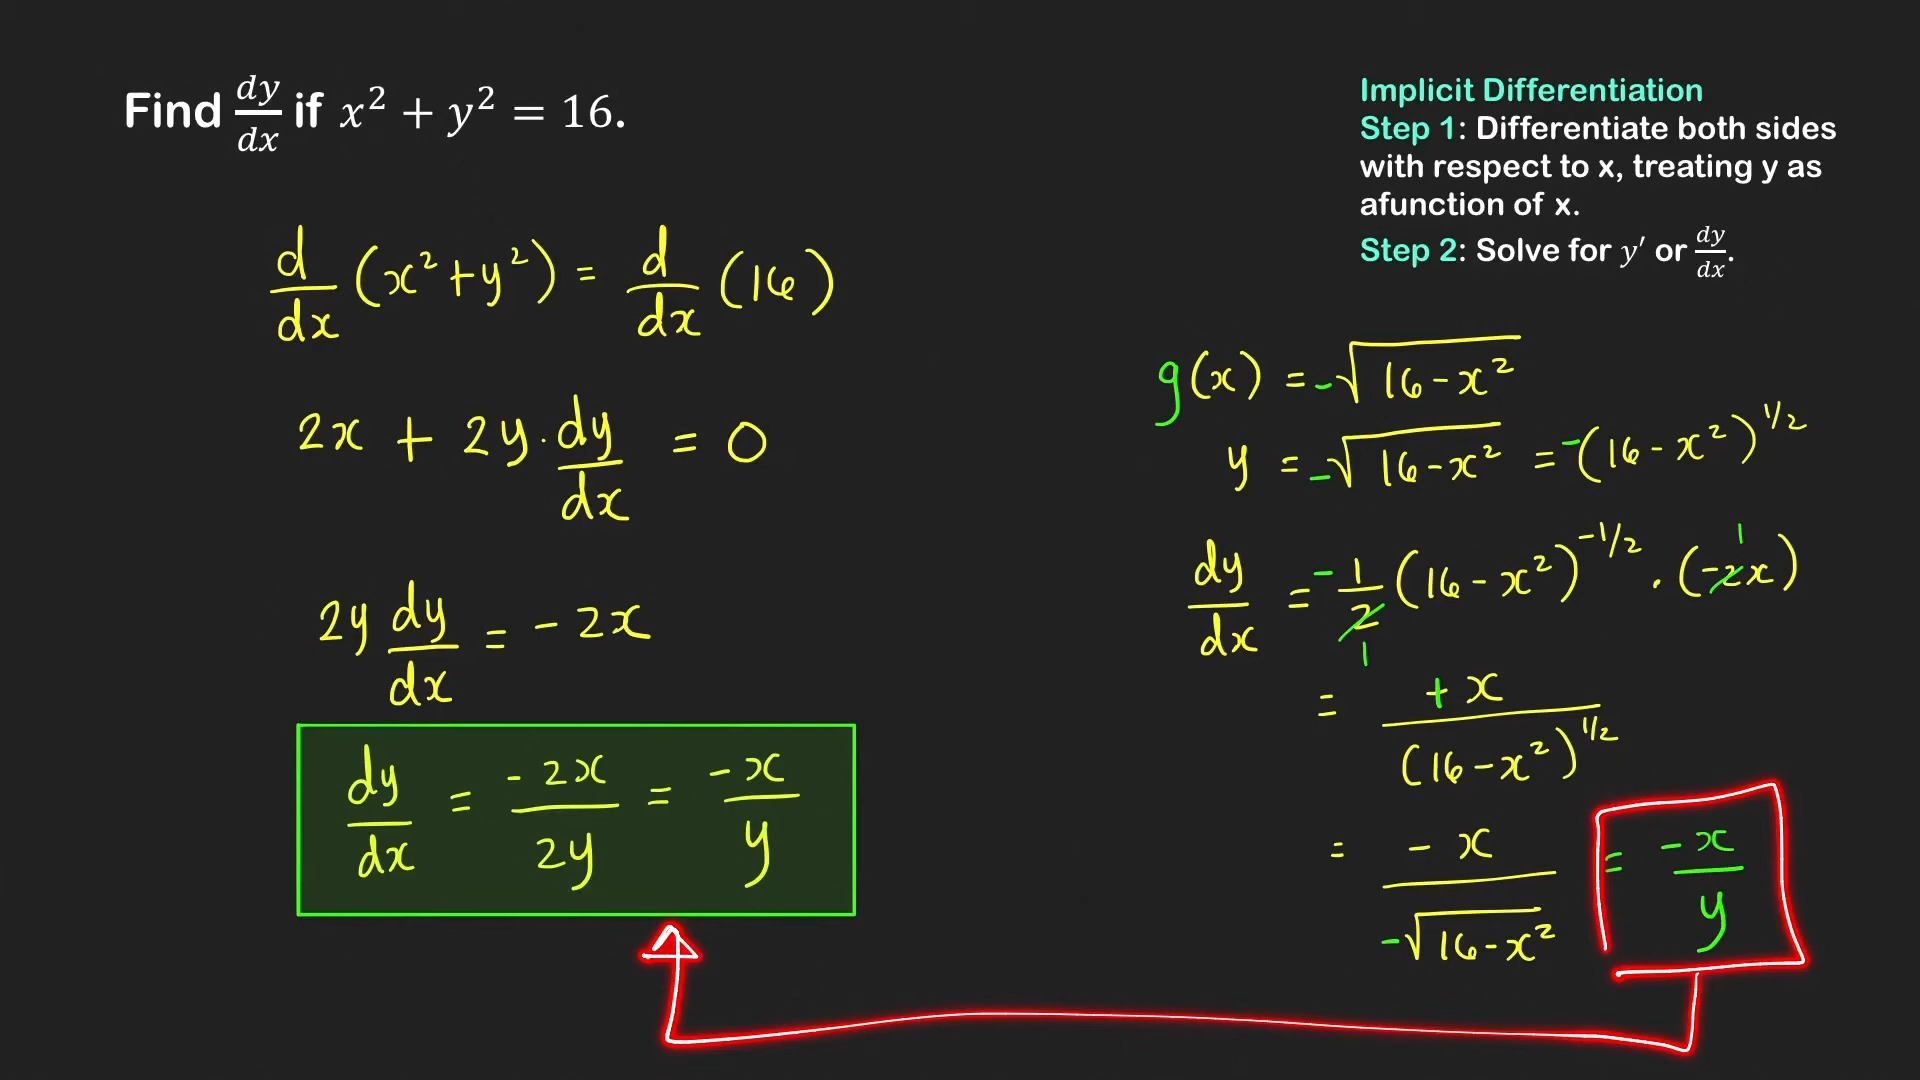 Find dy/dx if x² + y² = 16.
d/dx (x² + y²) = d/dx (16)
2x + 2y · dy/dx = 0
2y dy/dx = - 2x
dy/dx = - 2x / 2y = - x / y
Implicit Differentiation
Step 1: Differentiate both sides
with respect to x, treating y as
afunction of x.
Step 2: Solve for y′ or dy/dx.
g(x) = -√(16 - x²)
y = -√(16 - x²) = -(16 - x²)^1/2
dy/dx = - 1/2 (16 - x²)^-1/2 · (-2x)
1
1
= + x / (16 - x²)^1/2
= - x / -√(16 - x²) = - x / y